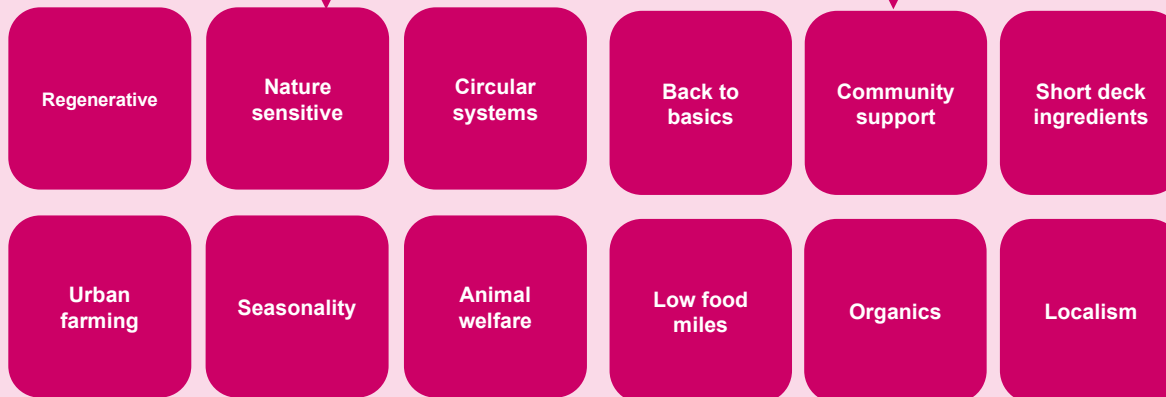 Regenerative
Nature
sensitive
Circular
systems
Back to
basics
Community
support
Short deck
ingredients
Urban
farming
Seasonality
Animal
welfare
Low food
miles
Organics
Localism